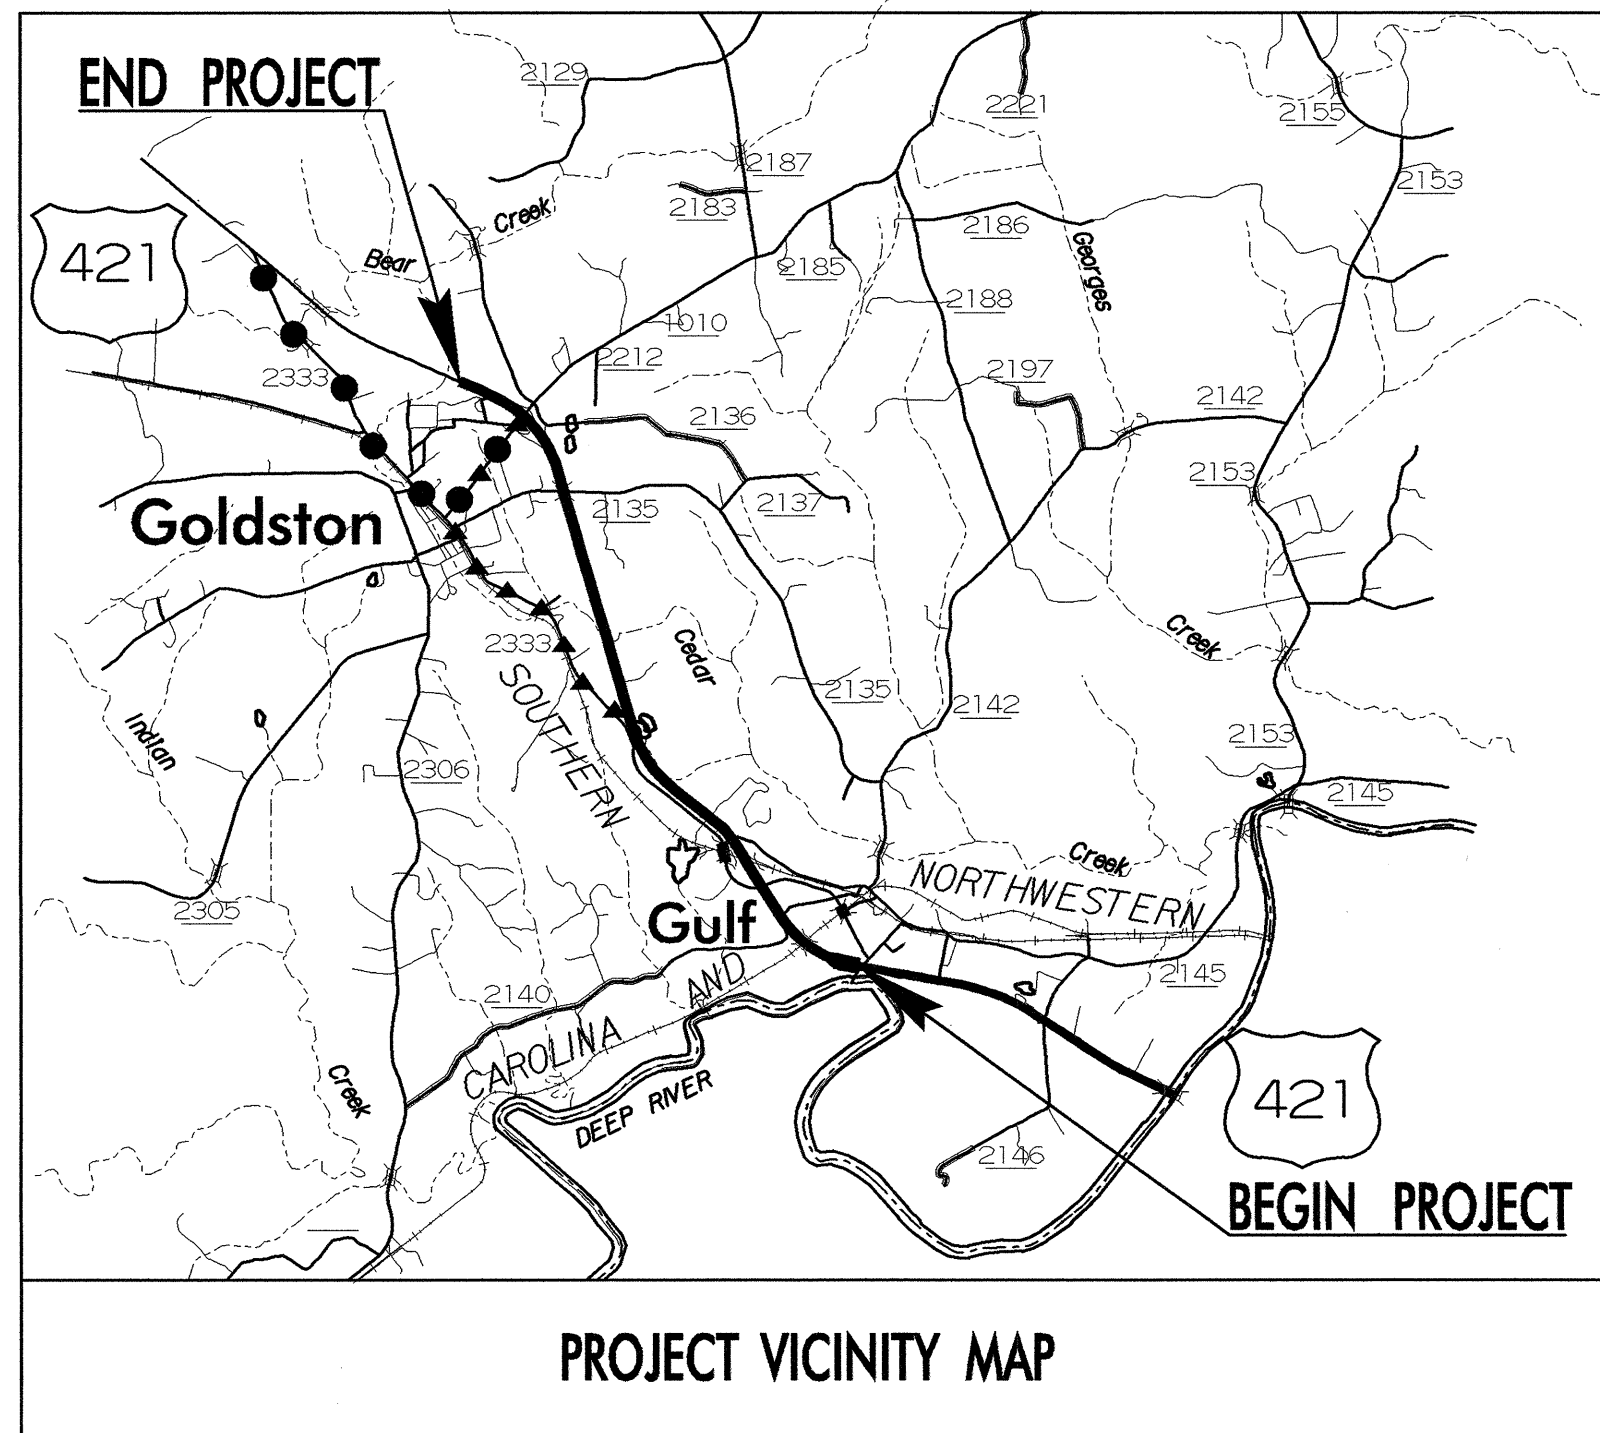 END PROJECT
2129
2221
2155
2187
2153
2183
Creek
2186
421
Bear
2185
Georges
2188
1010
2212
2333
2197
2142
2136
2153
Goldston
2135
2137
2333
Cedar
Creek
SOUTHERN
2135
2142
Indian
2153
2306
2145
Creek
NORTHWESTERN
2305
Gulf
AND
2145
2140
CAROLINA
Creek
DEEP RIVER
421
2146
BEGIN PROJECT
PROJECT VICINITY MAP